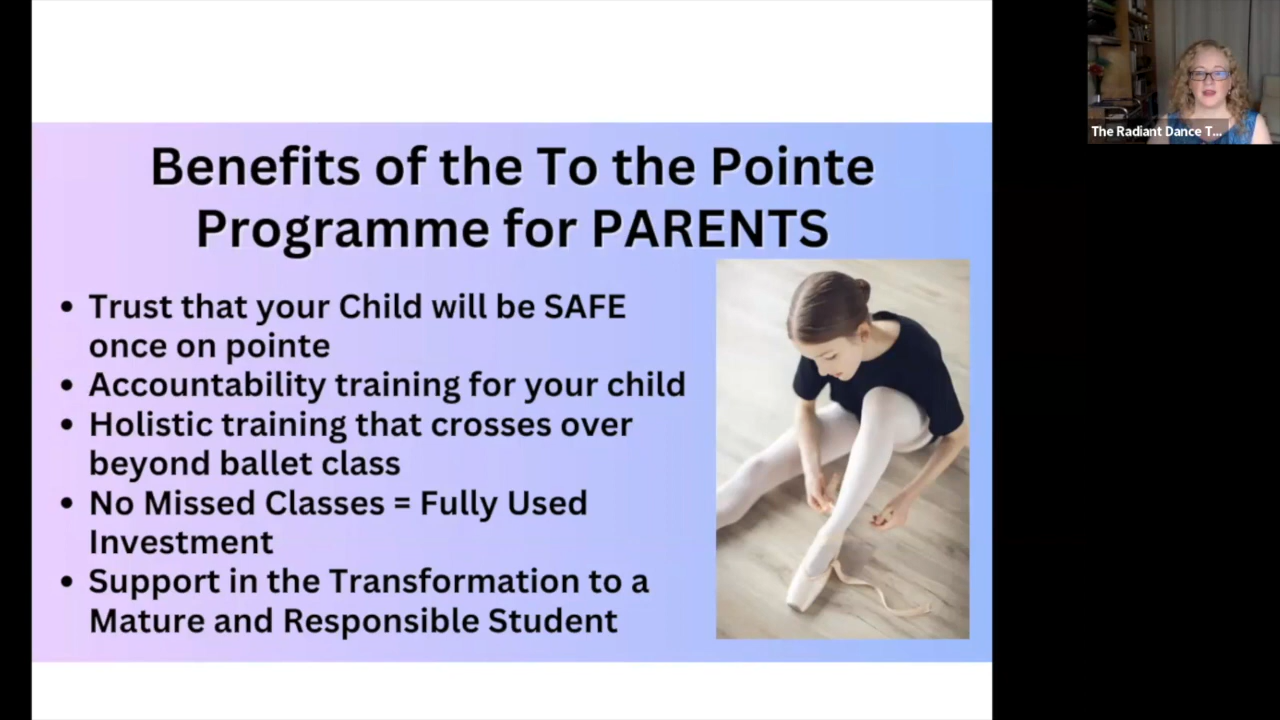 Benefits of the To the Pointe
Programme for PARENTS
• Trust that your Child will be SAFE
once on pointe
• Accountability training for your child
• Holistic training that crosses over
beyond ballet class
• No Missed Classes = Fully Used
Investment
• Support in the Transformation to a
Mature and Responsible Student
The Radiant Dance T...